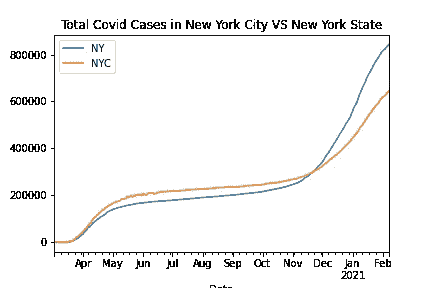 Total Covid Cases in New York City VS New York State
NY
NYC
800000
600000
400000
200000
0
Apr May Jun Jul Aug Sep Oct Nov Dec Jan Feb
2021
Date